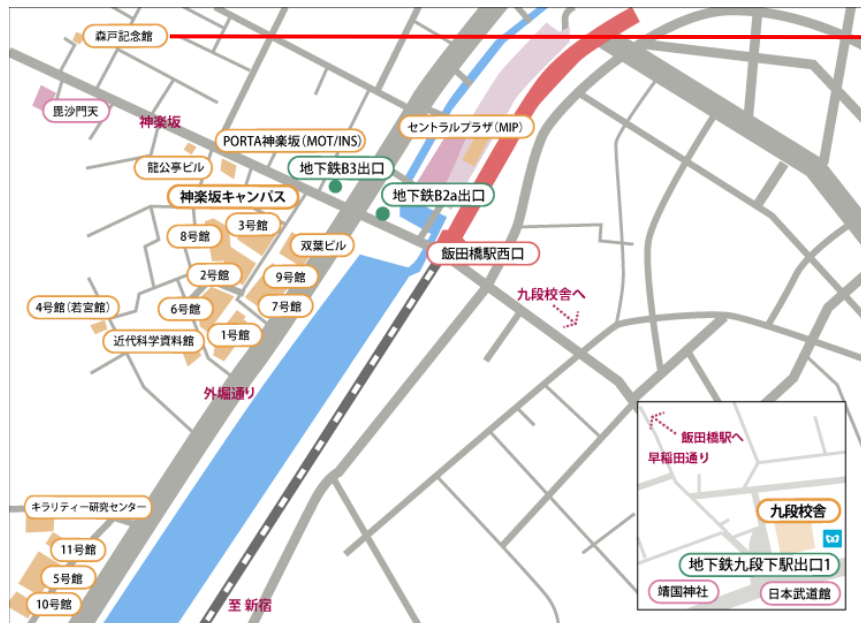 森戸記念館
毘沙門天
神楽坂
PORTA神楽坂(MOT/INS)
セントラルプラザ(MIP)
龍公亭ビル
地下鉄B3出口
神楽坂キャンパス
地下鉄B2a出口
3号館
8号館
双葉ビル
飯田橋駅西口
2号館
9号館
九段校舎へ
4号館(若宮館)
6号館
7号館
近代科学資料館
1号館
外堀通り
飯田橋駅へ
早稲田通り
キラリティー研究センター
九段校舎
11号館
地下鉄九段下駅出口1
5号館
靖国神社
日本武道館
10号館
至 新宿